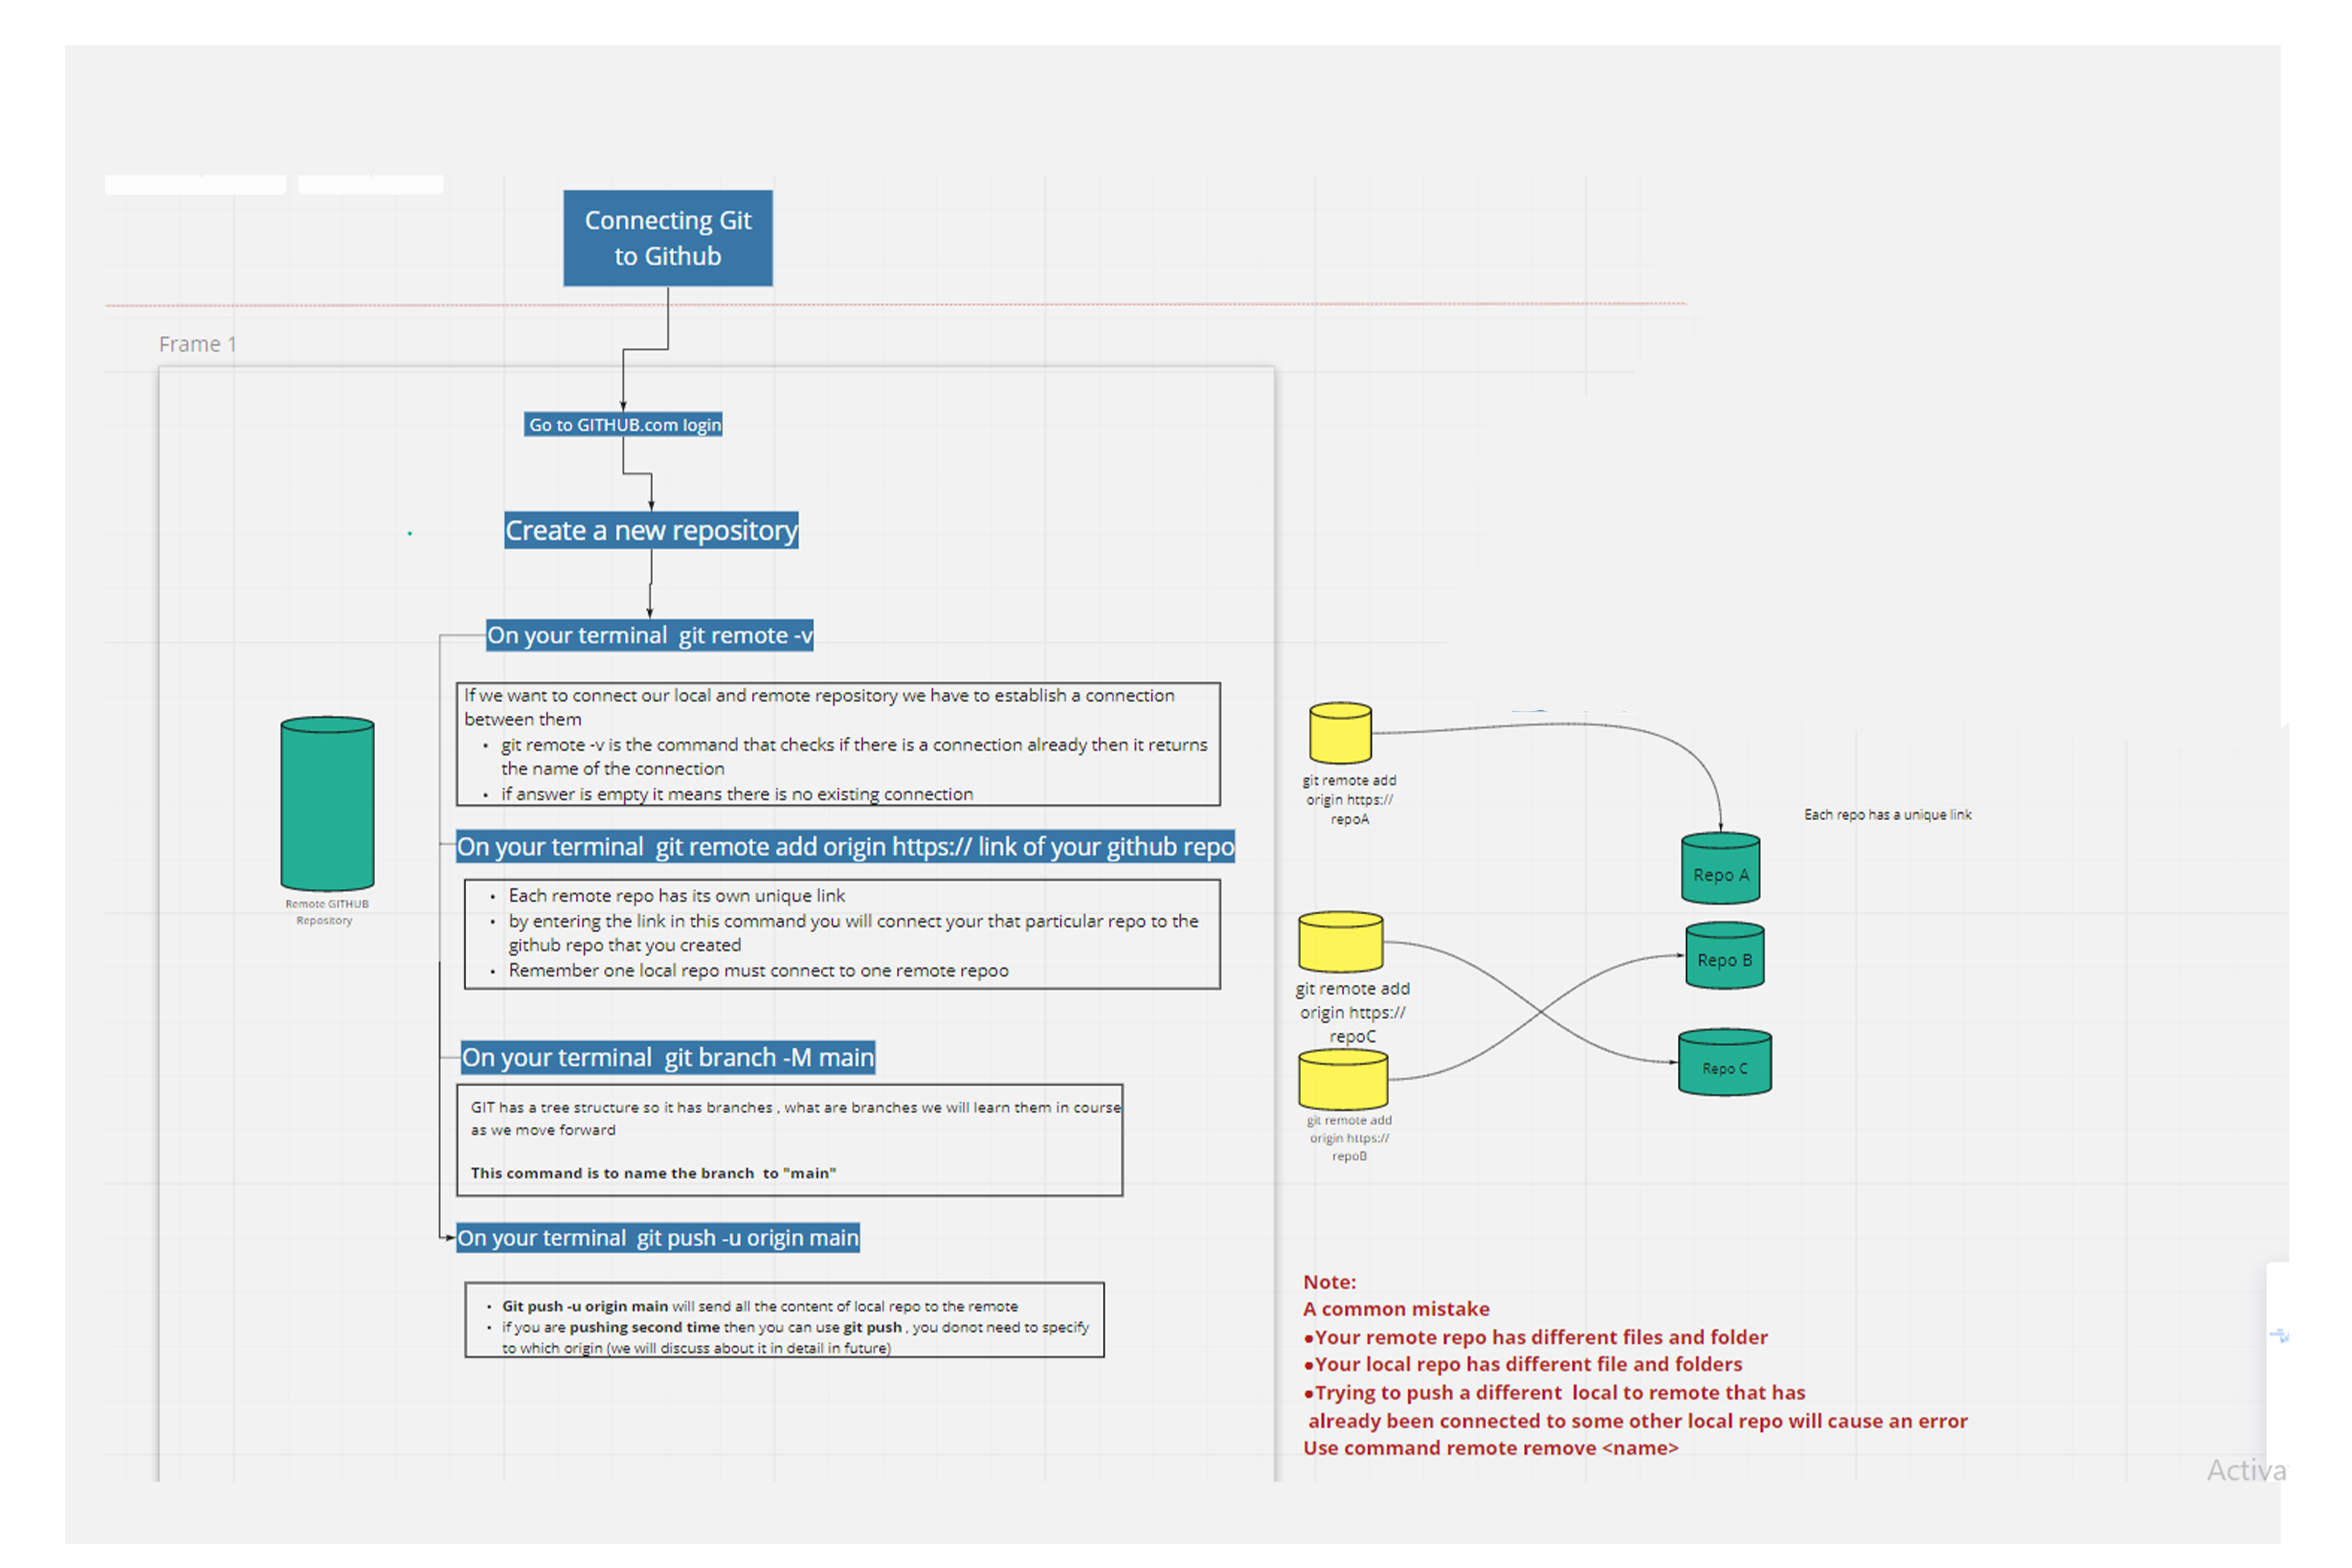 Connecting Git
to Github
Frame 1
Go to GITHUB.com login
Create a new repository
On your terminal  git remote -v
If we want to connect our local and remote repository we have to establish a connection
between them
• git remote -v is the command that checks if there is a connection already then it returns
the name of the connection
• if answer is empty it means there is no existing connection
Remote GITHUB
Repository
On your terminal  git remote add origin https:// link of your github repo
• Each remote repo has its own unique link
• by entering the link in this command you will connect your that particular repo to the
github repo that you created
• Remember one local repo must connect to one remote repoo
On your terminal  git branch -M main
GIT has a tree structure so it has branches , what are branches we will learn them in course
as we move forward
This command is to name the branch  to "main"
On your terminal  git push -u origin main
• Git push -u origin main will send all the content of local repo to the remote
• if you are pushing second time then you can use git push , you donot need to specify
to which origin (we will discuss about it in detail in future)
git remote add
origin https://
repoA
Each repo has a unique link
Repo A
Repo B
git remote add
origin https://
repoC
Repo C
git remote add
origin https://
repoB
Note:
A common mistake
●Your remote repo has different files and folder
●Your local repo has different file and folders
●Trying to push a different  local to remote that has
already been connected to some other local repo will cause an error
Use command remote remove <name>
Activa